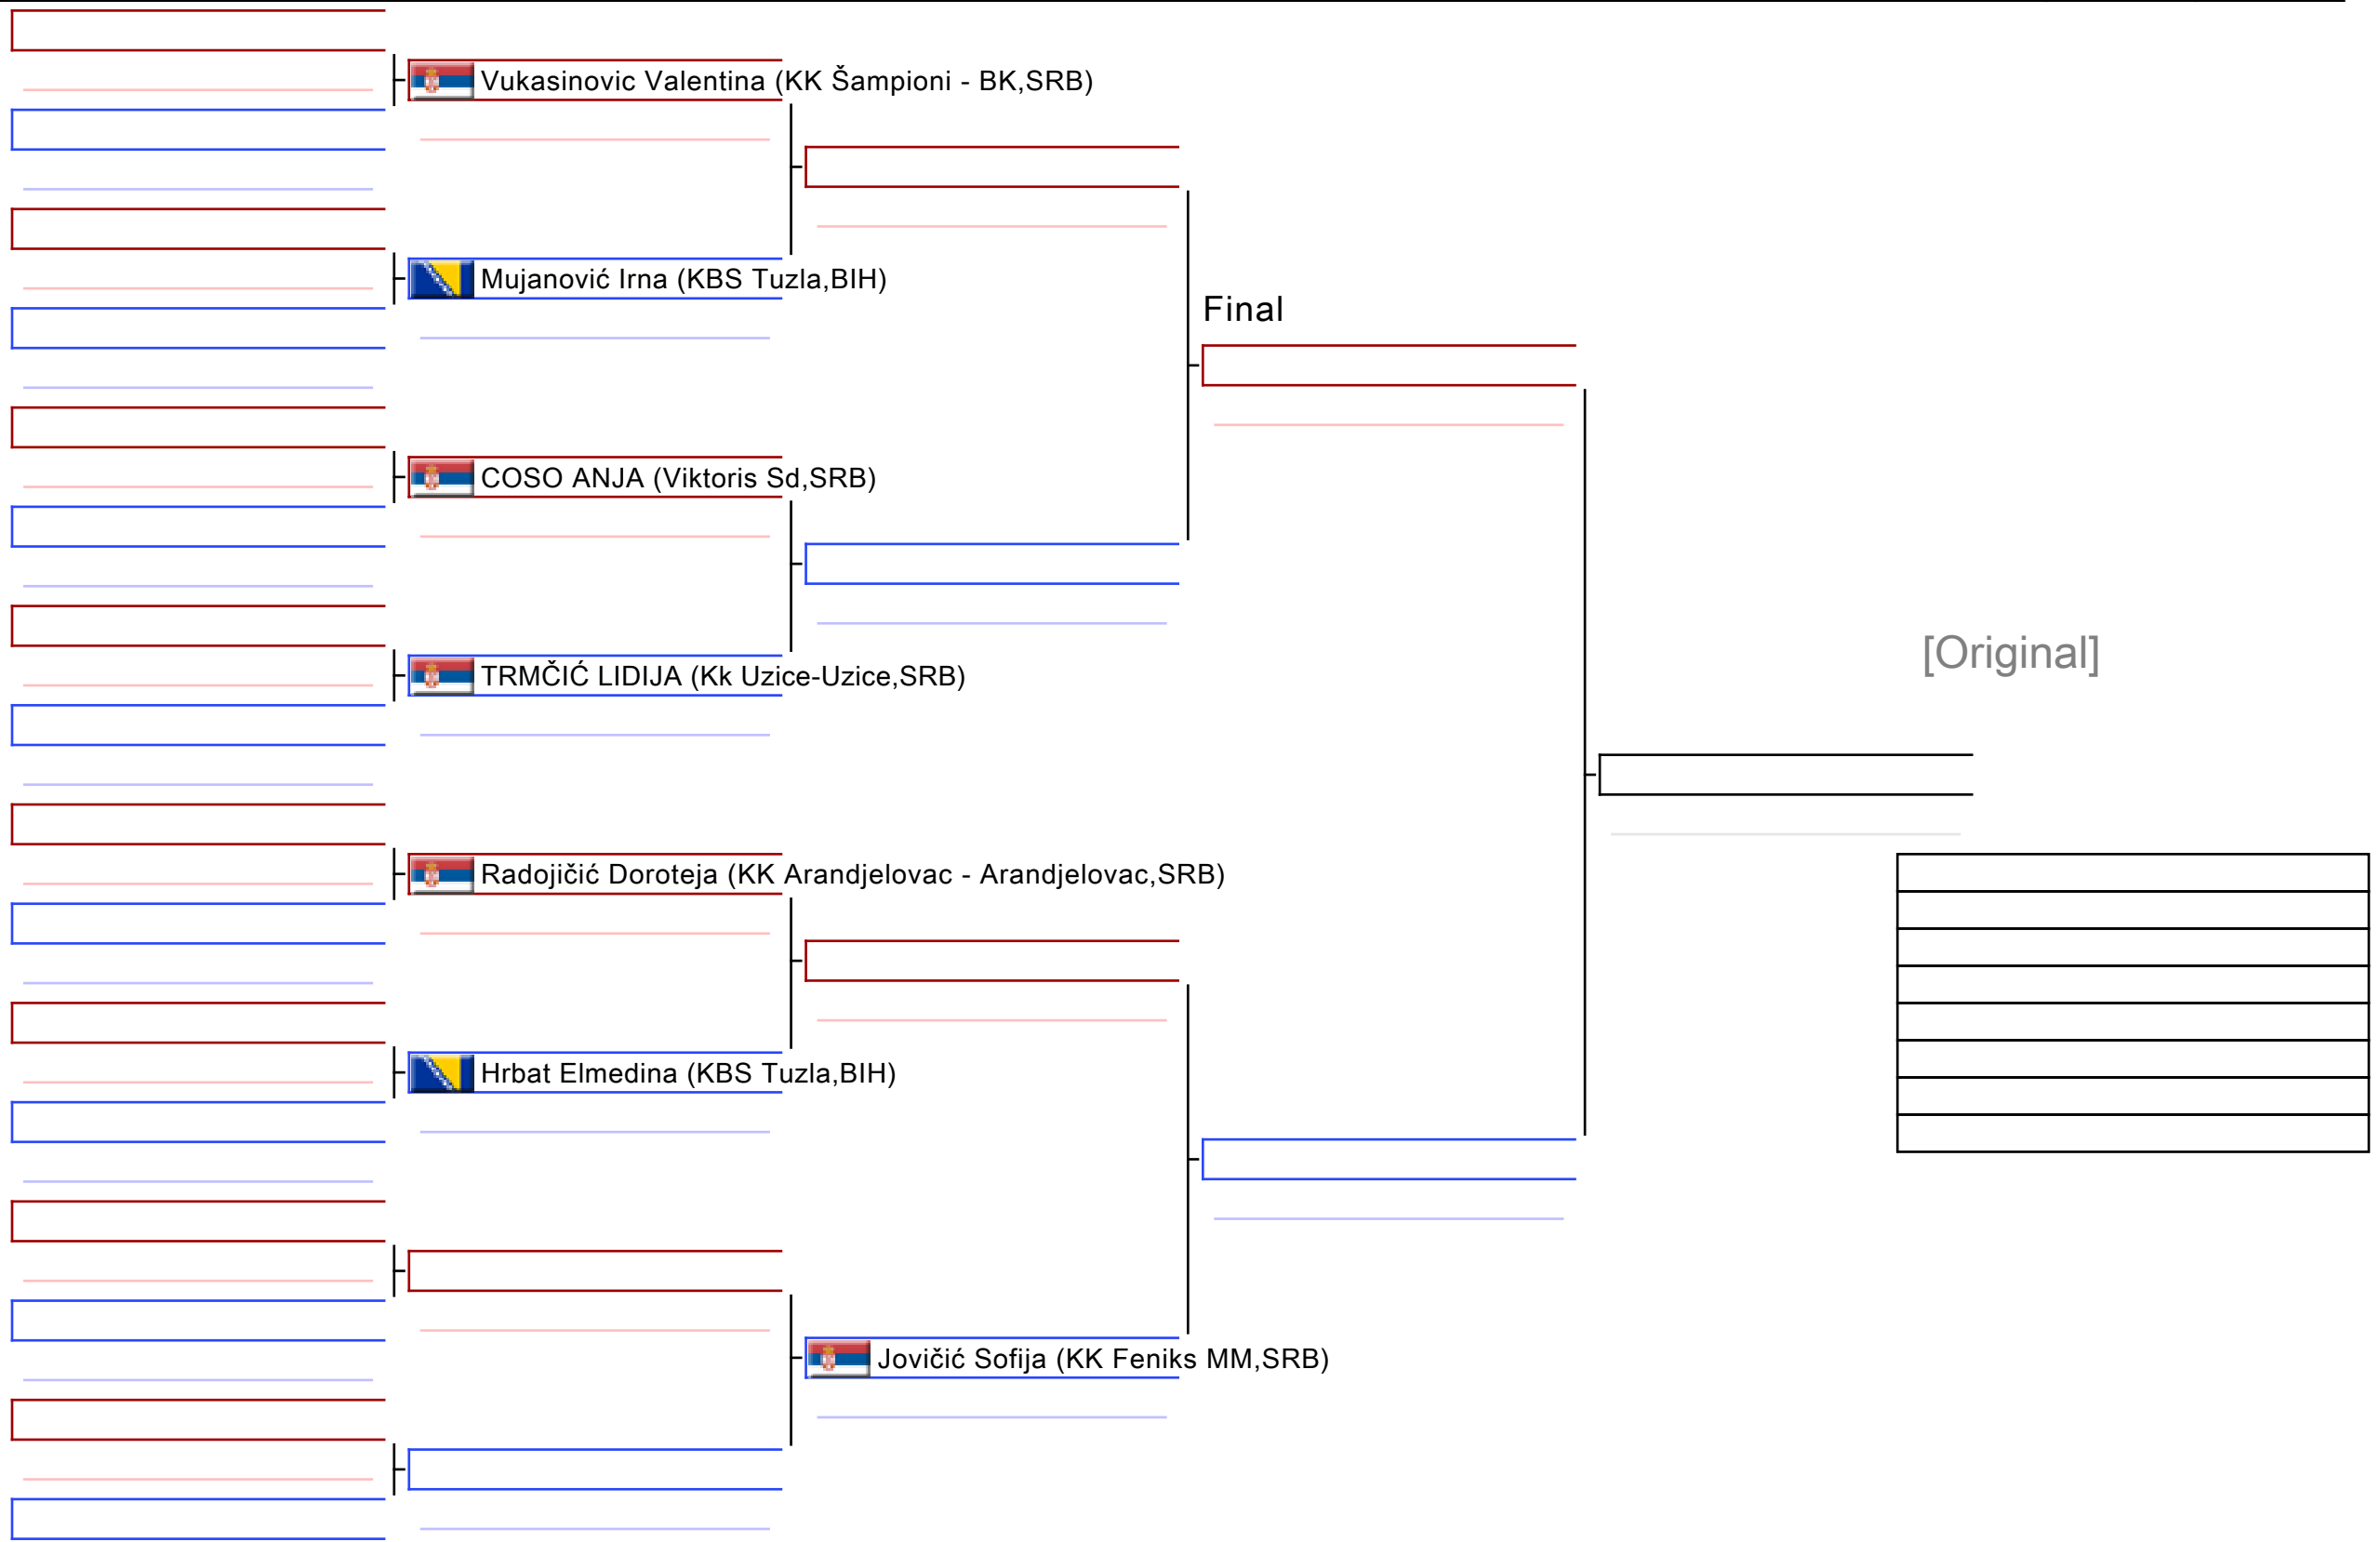 Vukasinovic Valentina (KK Šampioni - BK,SRB)
Mujanović Irna (KBS Tuzla,BIH)
Final
COSO ANJA (Viktoris Sd,SRB)
[Original]
TRMČIĆ LIDIJA (Kk Uzice-Uzice,SRB)
Radojičić Doroteja (KK Arandjelovac - Arandjelovac,SRB)
Hrbat Elmedina (KBS Tuzla,BIH)
Jovičić Sofija (KK Feniks MM,SRB)